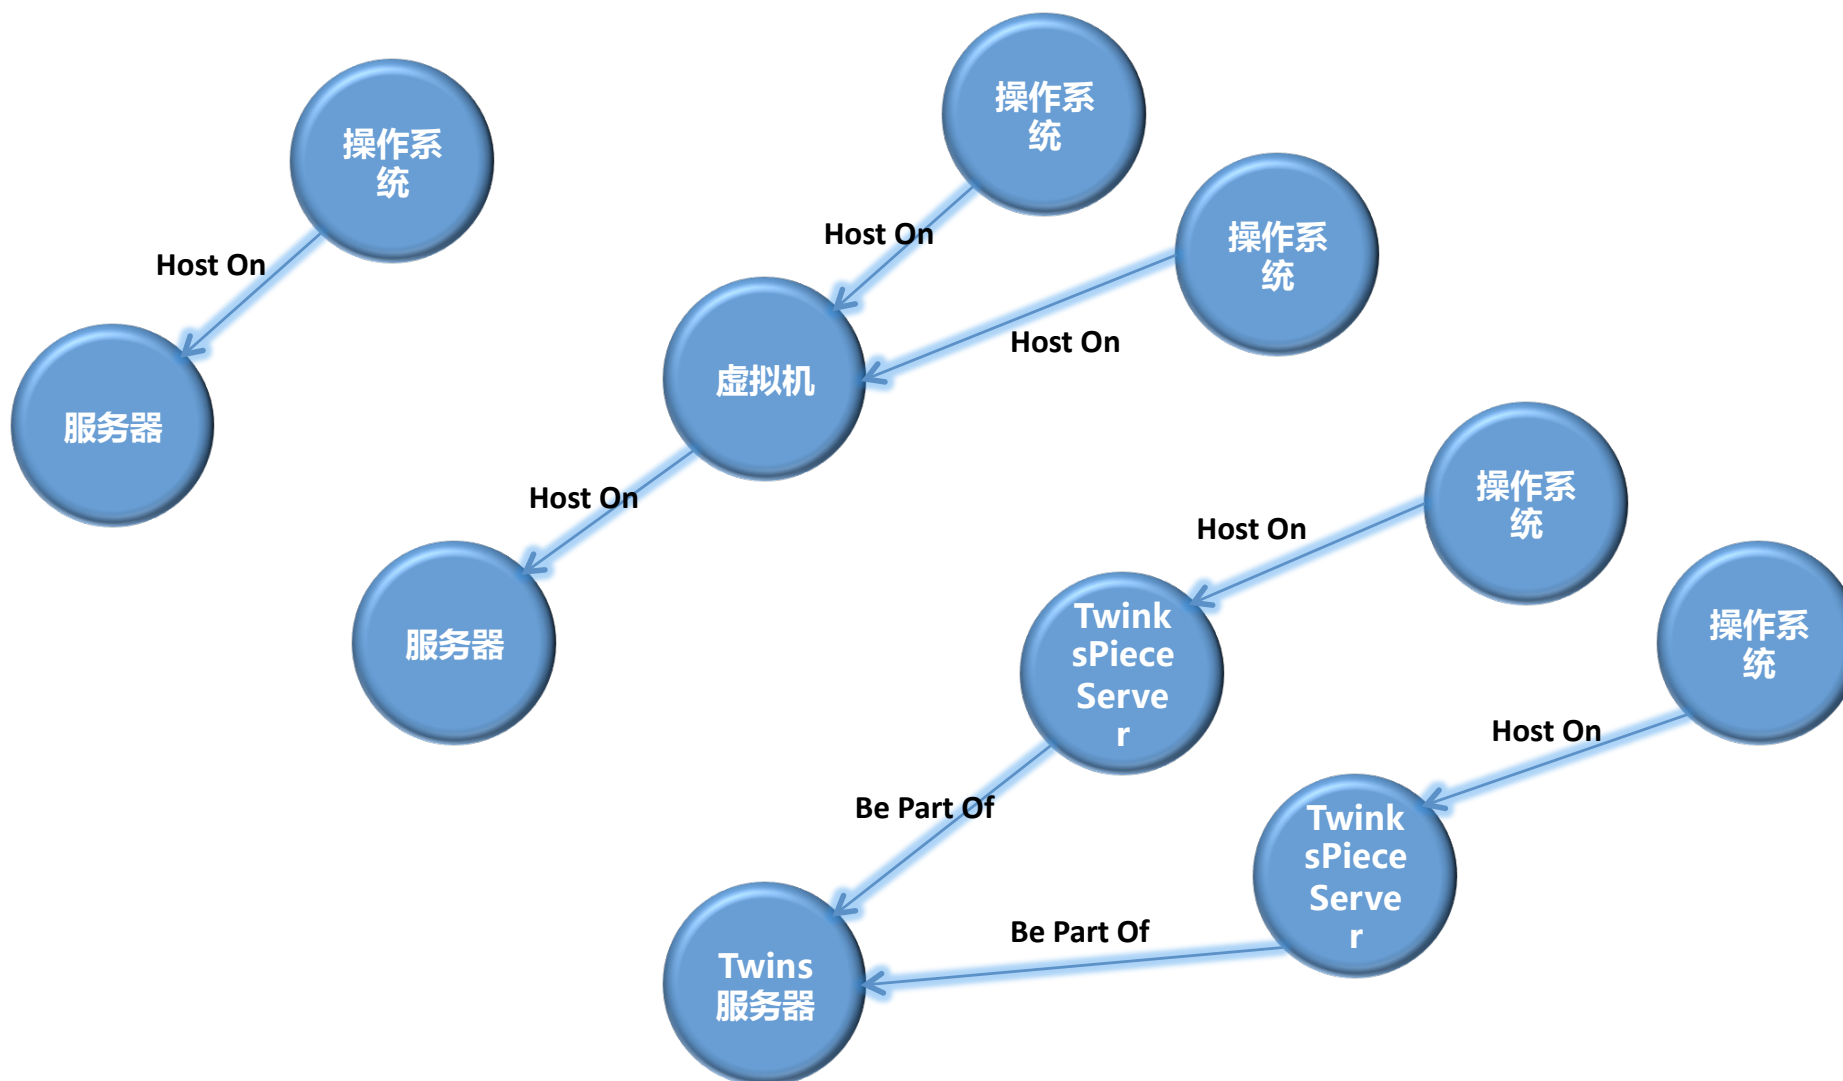 操作系
统
Host On
服务器
操作系
统
Host On
操作系
统
Host On
虚拟机
Host On
服务器
操作系
统
Host On
Twink
sPiece
Serve
r
操作系
统
Host On
Be Part Of
Twink
sPiece
Serve
r
Be Part Of
Twins
服务器